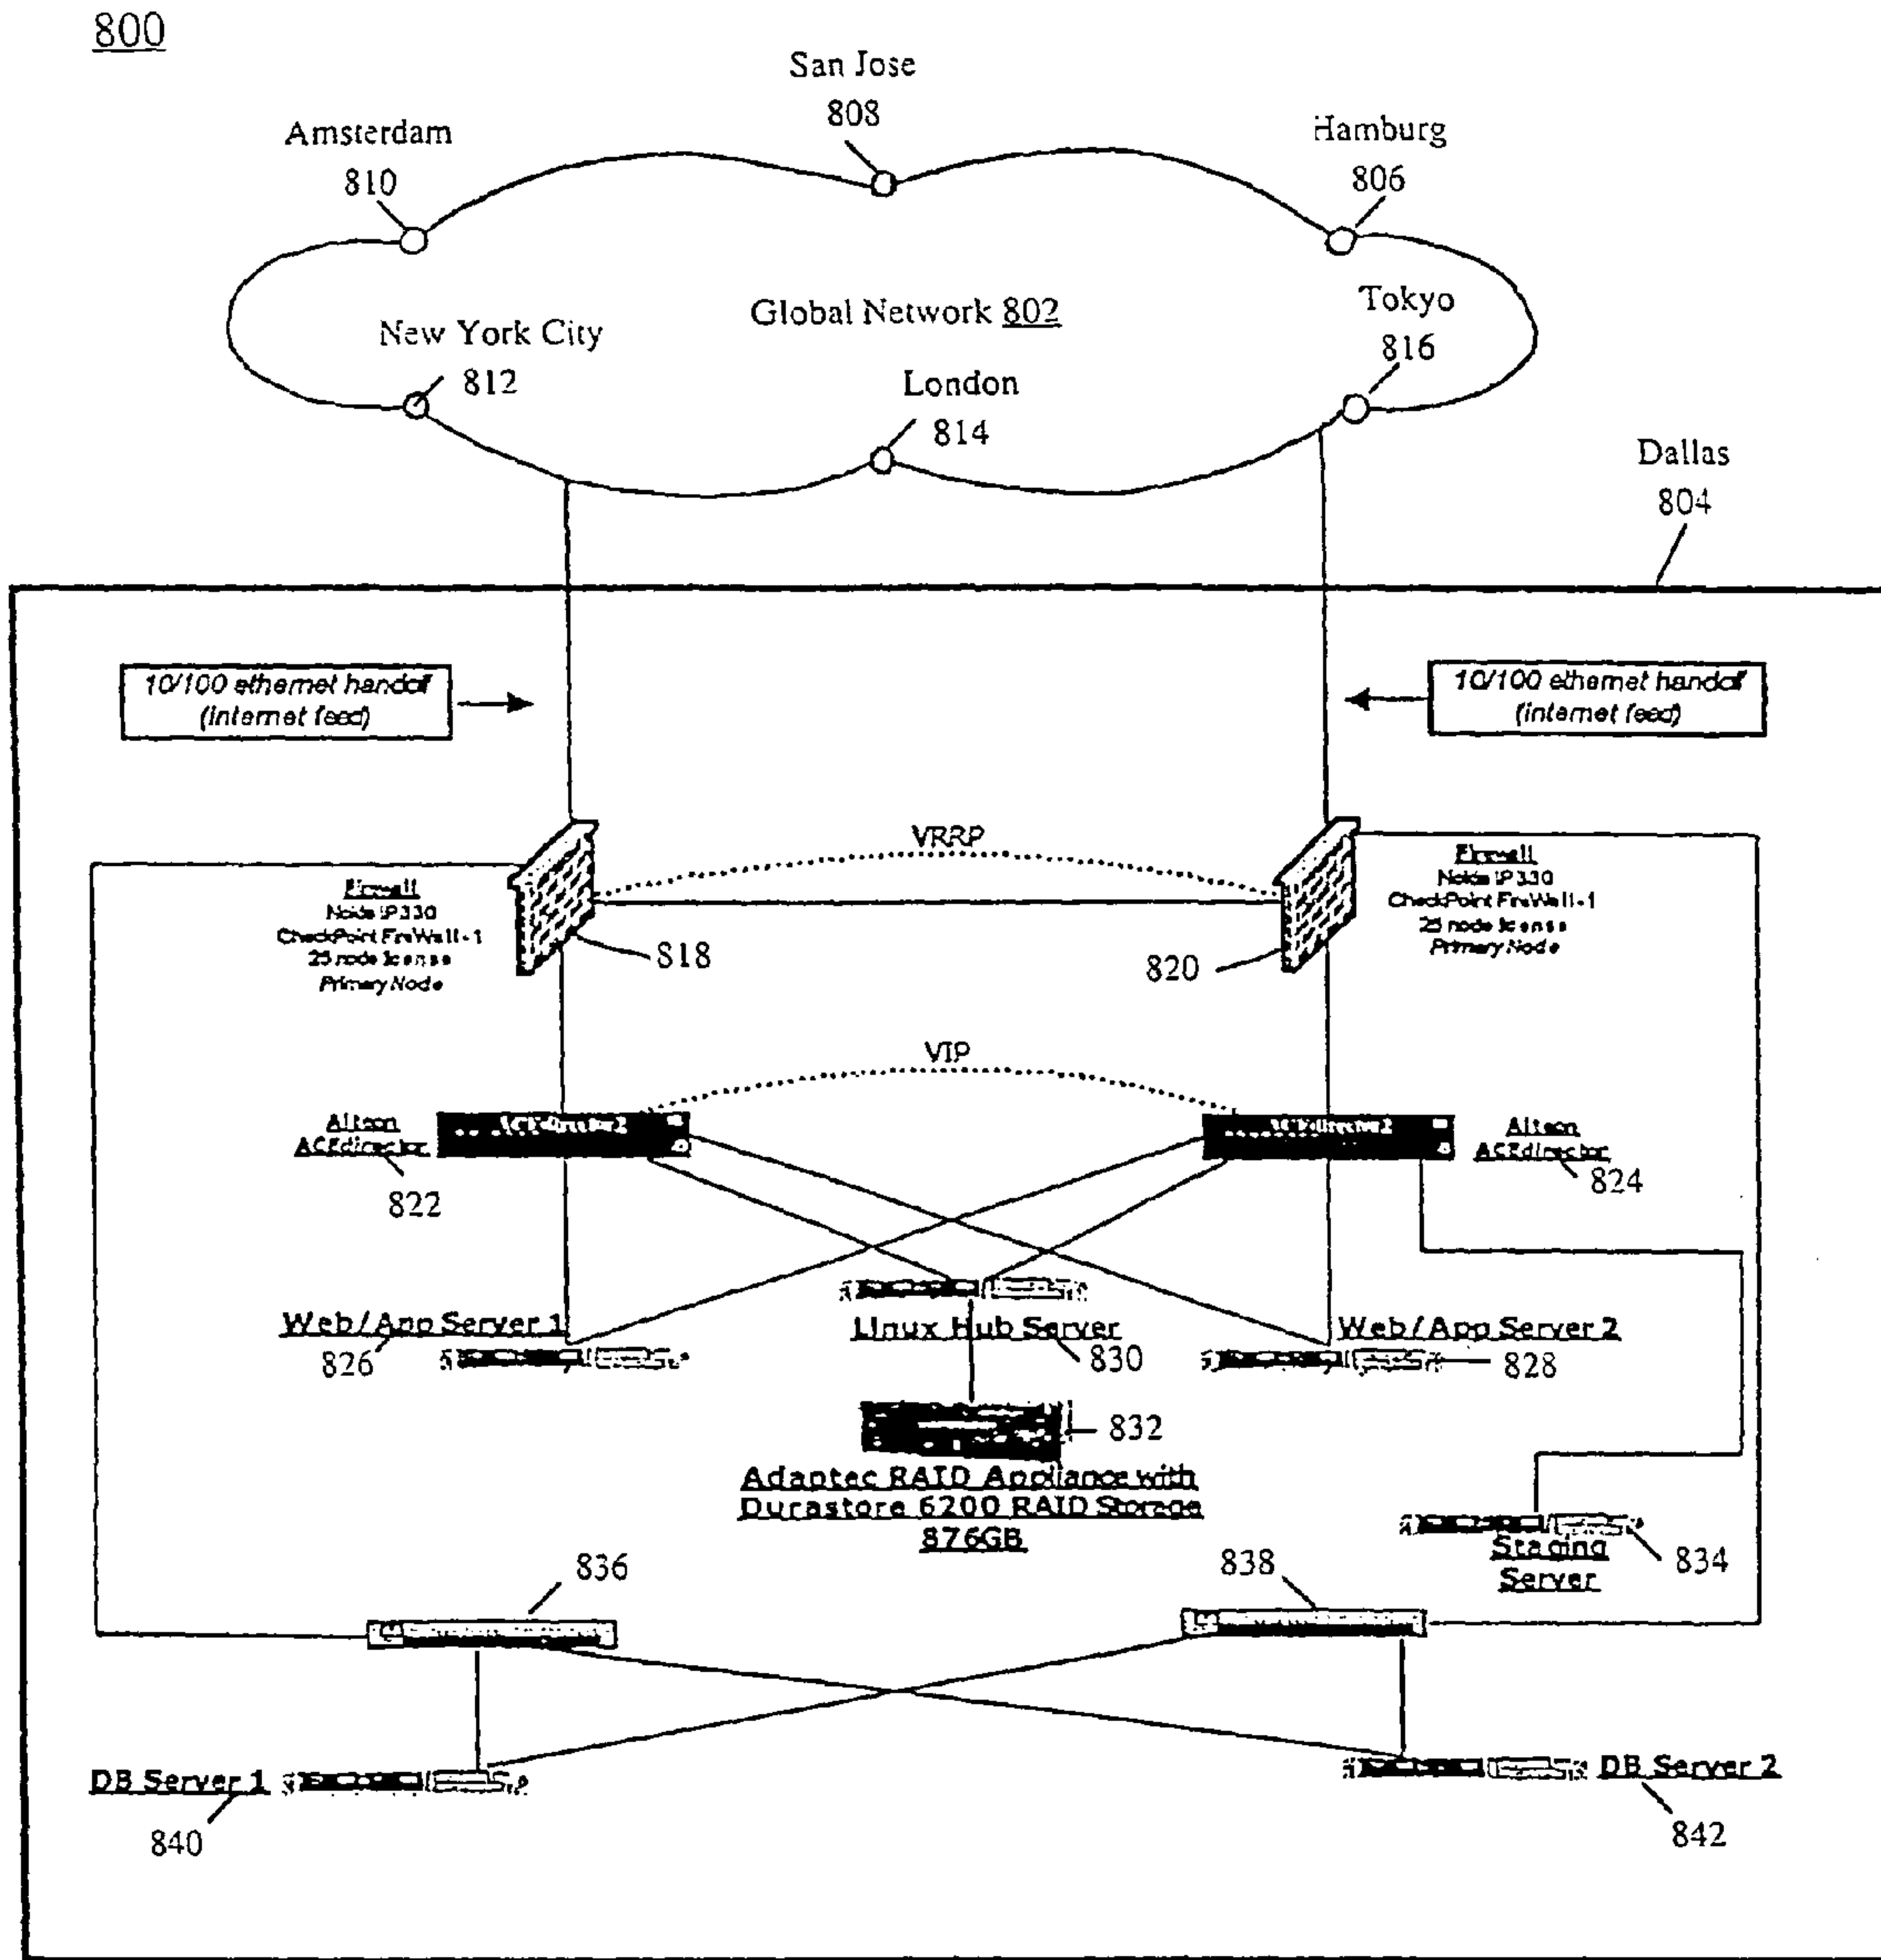 800
San Jose
808
Amsterdam
810
Hamburg
806
Global Network 802
Tokyo
816
New York City
812
London
814
Dallas
804
10/100 ethernet handoff
(internet feed)
10/100 ethernet handoff
(internet feed)
VRRP
Firewall
Nokia IP330
CheckPoint FireWall-1
25 node license
Primary Node
818
Firewall
Nokia IP330
CheckPoint FireWall-1
25 node license
Primary Node
820
VIP
ACEdirector2
ACEdirector2
Alteon
ACEdirector
822
Alteon
ACEdirector
824
Web/App Server 1
826
Linux Hub Server
830
Web/App Server 2
828
832
Adaptec RAID Appliance with
Durastore 6200 RAID Storage
876GB
Staging
Server
834
836
838
DB Server 1
840
DB Server 2
842